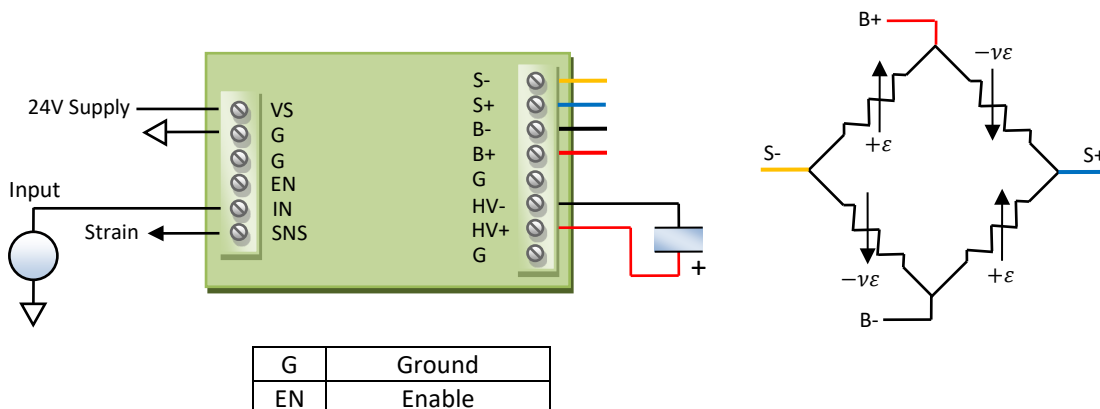 24V Supply
Input
Strain
VS
G
G
EN
IN
SNS
S-
S+
B-
B+
G
HV-
HV+
G
+
B+
−νε
+ε
S-
S+
−νε
+ε
B-
G Ground
EN Enable